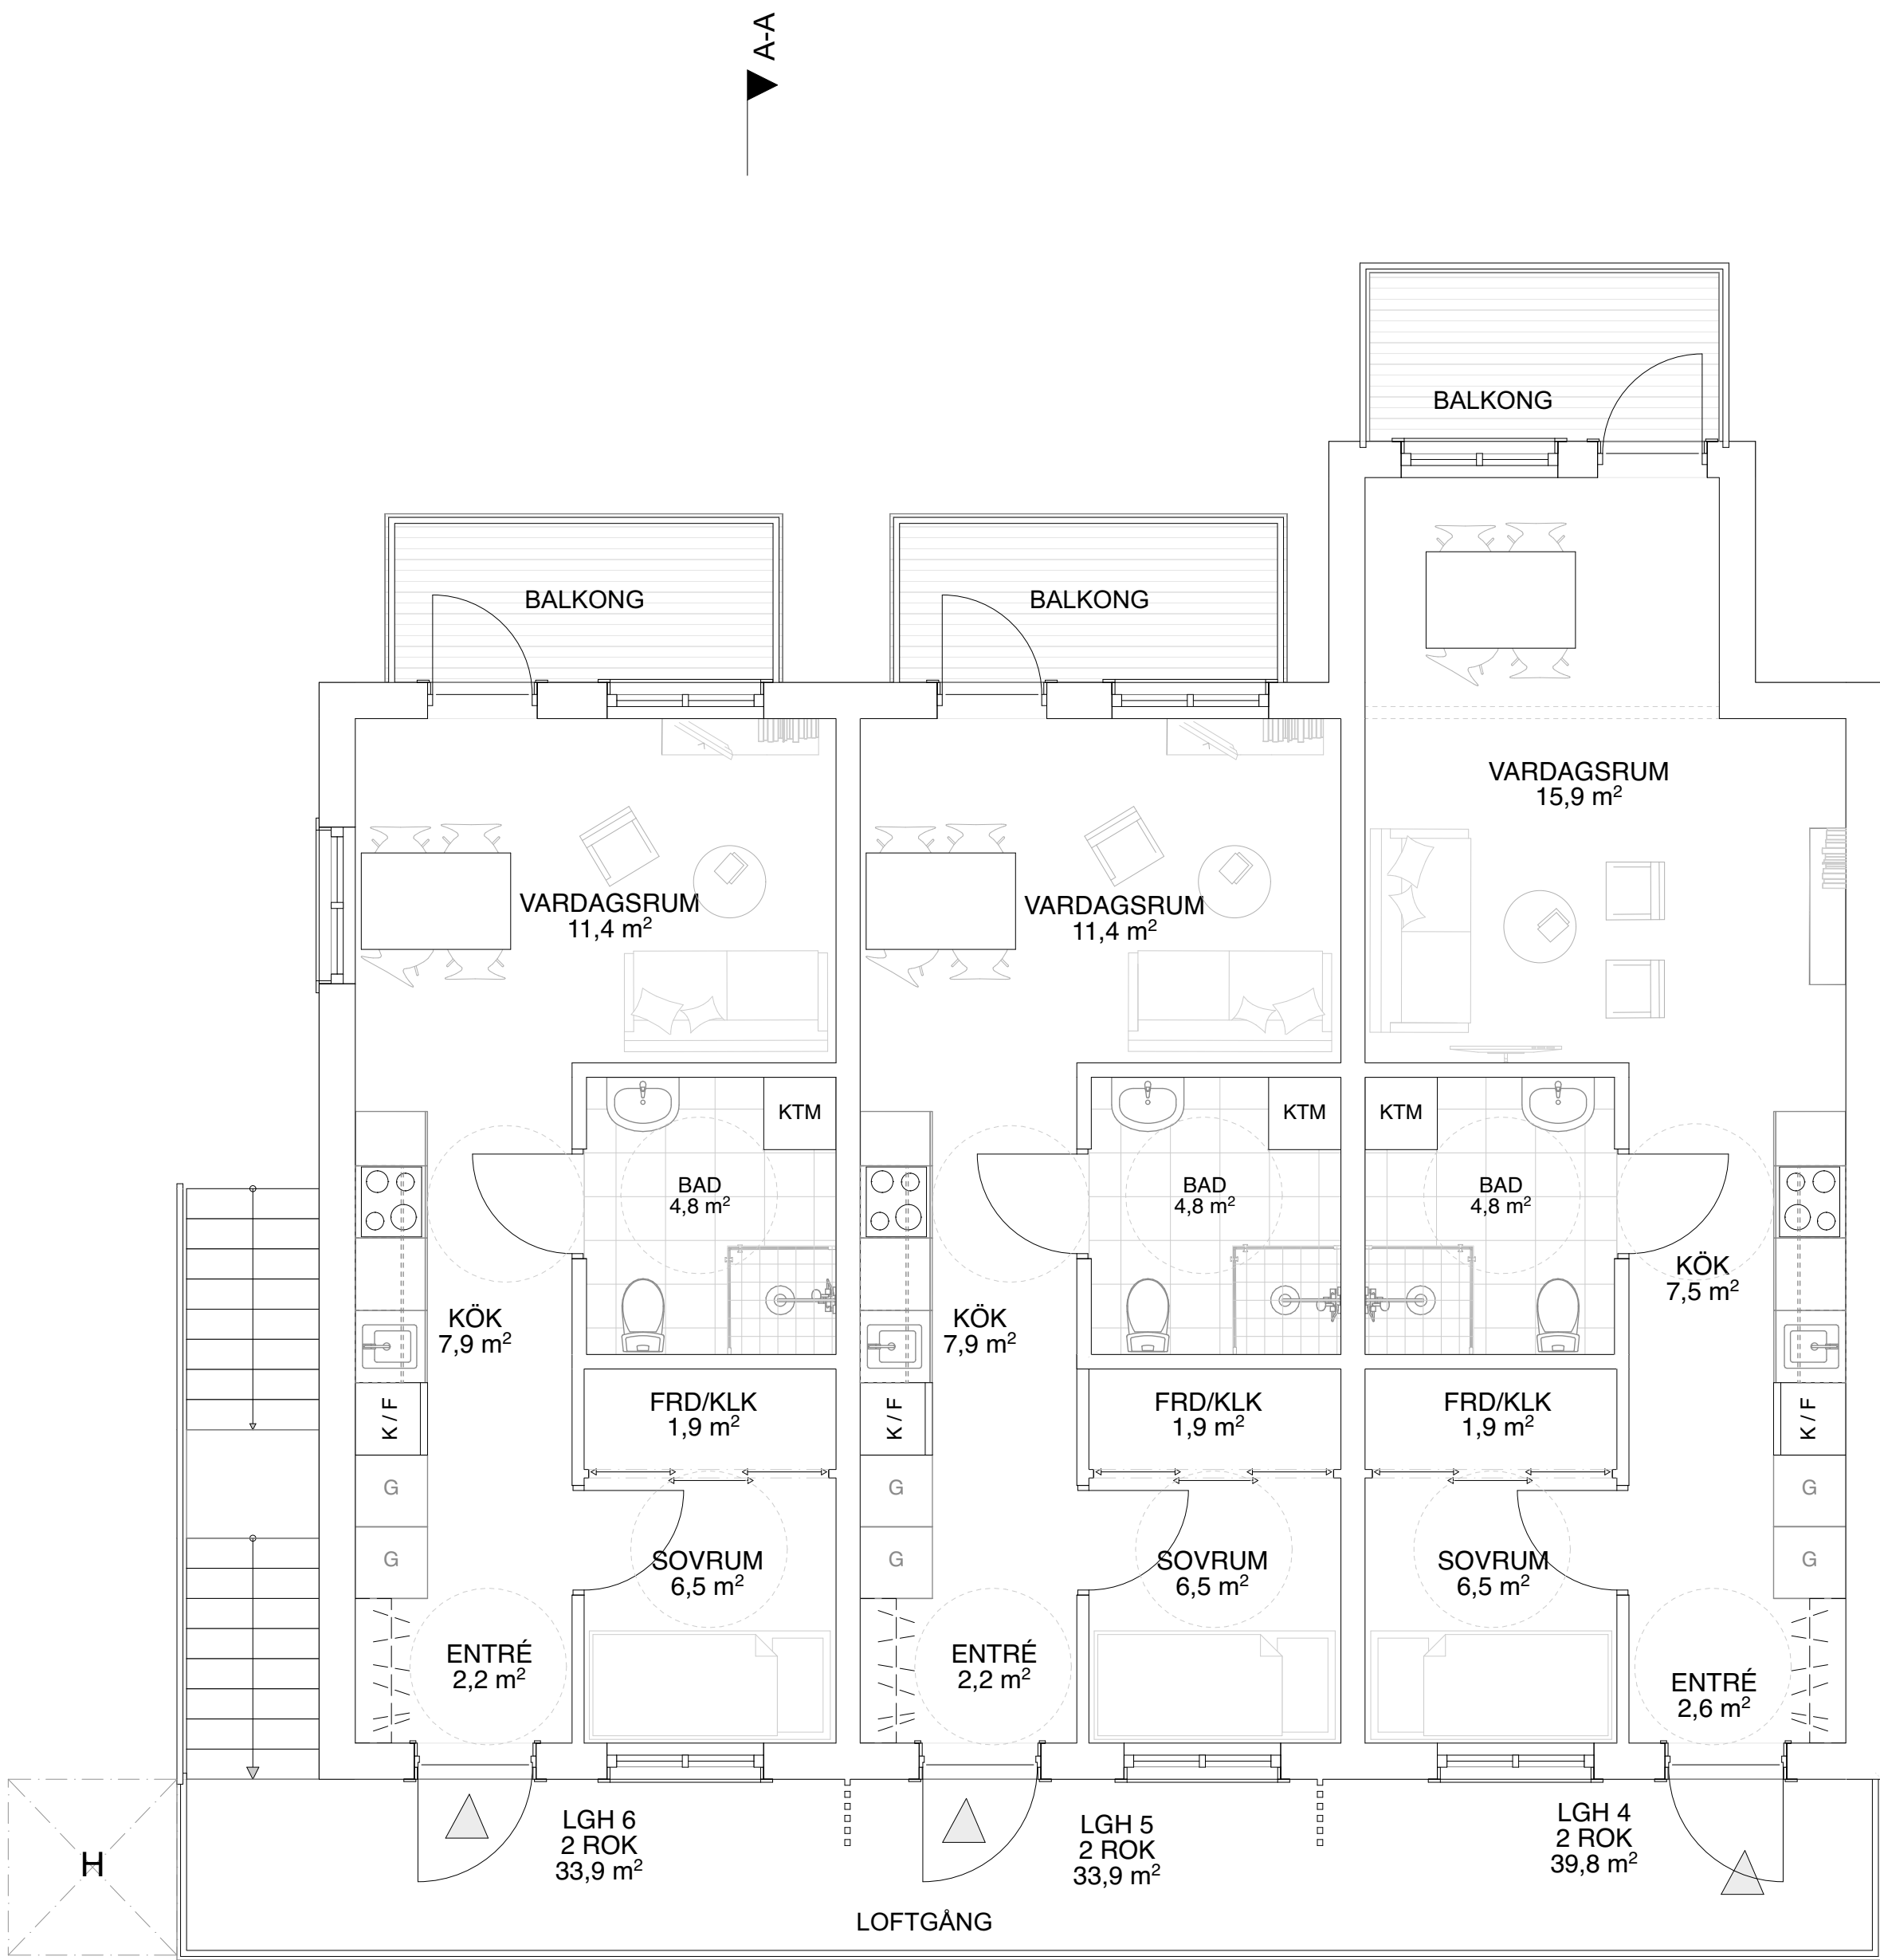 A-A
BALKONG
BALKONG
BALKONG
VARDAGSRUM
15,9 m²
VARDAGSRUM
11,4 m²
VARDAGSRUM
11,4 m²
KTM
KTM
KTM
BAD
4,8 m²
BAD
4,8 m²
BAD
4,8 m²
KÖK
7,9 m²
KÖK
7,9 m²
KÖK
7,5 m²
K / F
FRD/KLK
1,9 m²
K / F
FRD/KLK
1,9 m²
FRD/KLK
1,9 m²
K / F
G
G
G
G
G
G
SOVRUM
6,5 m²
SOVRUM
6,5 m²
SOVRUM
6,5 m²
ENTRÉ
2,2 m²
ENTRÉ
2,2 m²
ENTRÉ
2,6 m²
LGH 6
2 ROK
33,9 m²
LGH 5
2 ROK
33,9 m²
LGH 4
2 ROK
39,8 m²
H
LOFTGÅNG